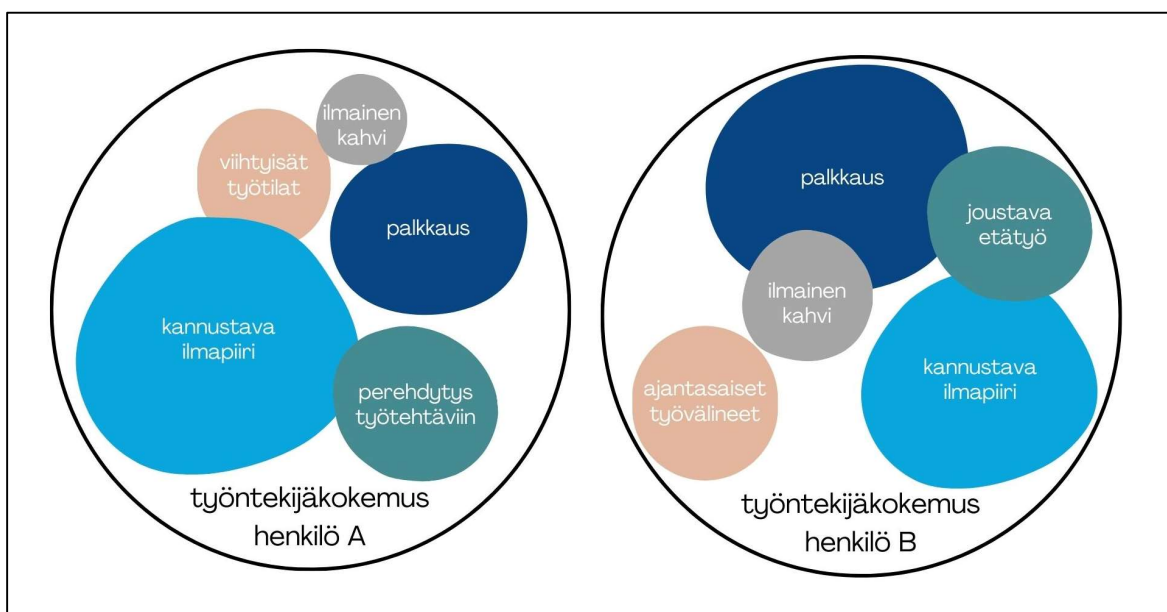 ilmainen
kahvi
viihtyisät
työtilat
palkkaus
kannustava
ilmapiiri
perehdytys
työtehtäviin
työntekijäkokemus
henkilö A
palkkaus
joustava
etätyö
ilmainen
kahvi
kannustava
ilmapiiri
ajantasaiset
työvälineet
työntekijäkokemus
henkilö B